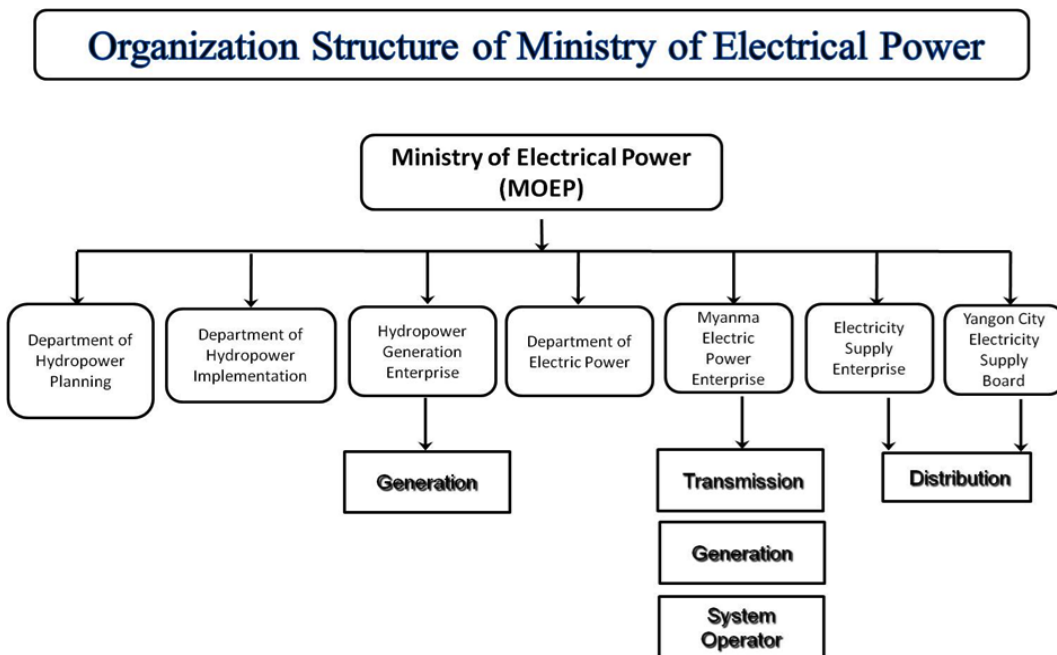 Organization Structure of Ministry of Electrical Power
Ministry of Electrical Power
(MOEP)
Department of
Hydropower
Planning
Department of
Hydropower
Implementation
Hydropower
Generation
Enterprise
Department of
Electric Power
Myanma
Electric
Power
Enterprise
Electricity
Supply
Enterprise
Yangon City
Electricity
Supply
Board
Generation
Transmission
Distribution
Generation
System
Operator